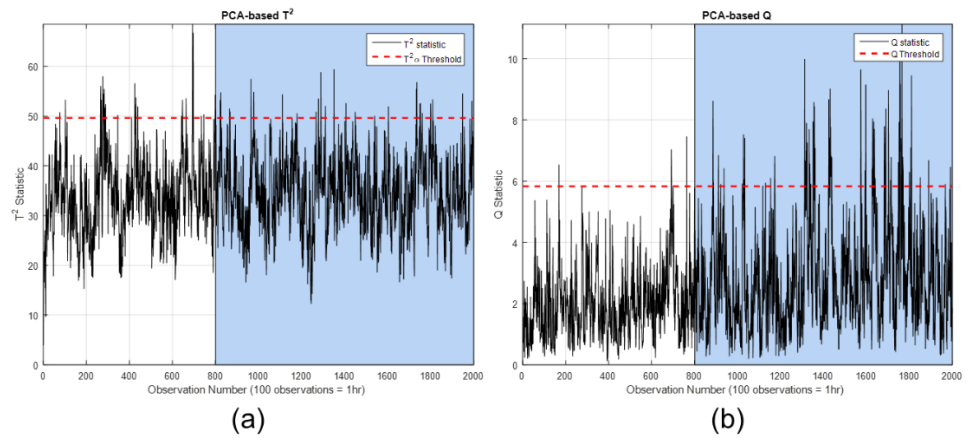 PCA-based T²
T² statistic
T²α Threshold
T² Statistic
60
50
40
30
20
10
0
0 200 400 600 800 1000 1200 1400 1600 1800 2000
Observation Number (100 observations = 1hr)
(a)
PCA-based Q
Q statistic
Q Threshold
Q Statistic
10
8
6
4
2
0
0 200 400 600 800 1000 1200 1400 1600 1800 2000
Observation Number (100 observations = 1hr)
(b)